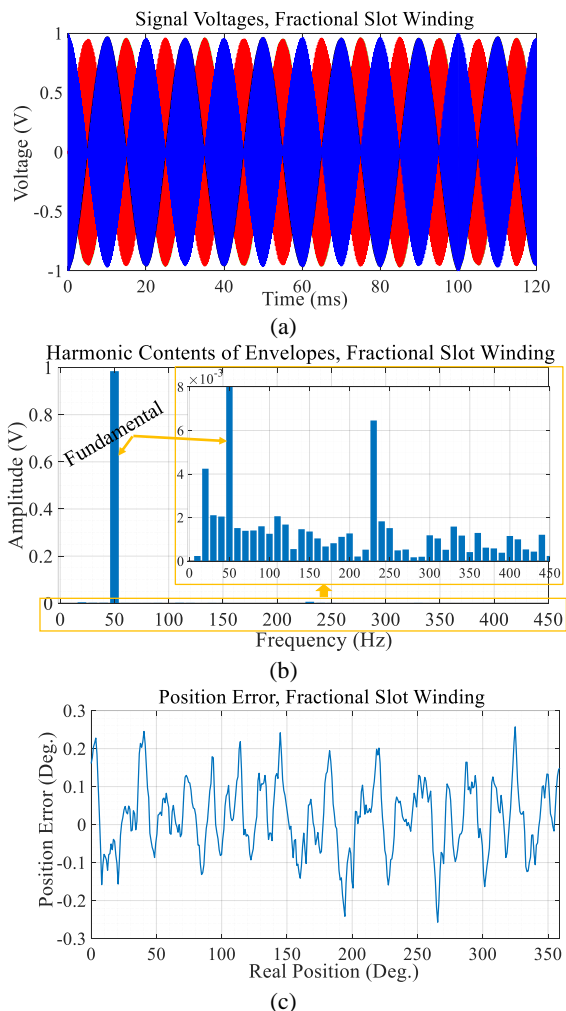 Signal Voltages, Fractional Slot Winding
1
0.5
0
-0.5
-1
Voltage (V)
0 20 40 60 80 100 120
Time (ms)
(a)
Harmonic Contents of Envelopes, Fractional Slot Winding
1
0.8
0.6
0.4
0.2
0
Amplitude (V)
Fundamental
8 ×10⁻³
6
4
2
0
0 50 100 150 200 250 300 350 400 450
0 50 100 150 200 250 300 350 400 450
Frequency (Hz)
(b)
Position Error, Fractional Slot Winding
0.3
0.2
0.1
0
-0.1
-0.2
-0.3
Position Error (Deg.)
0 50 100 150 200 250 300 350
Real Position (Deg.)
(c)